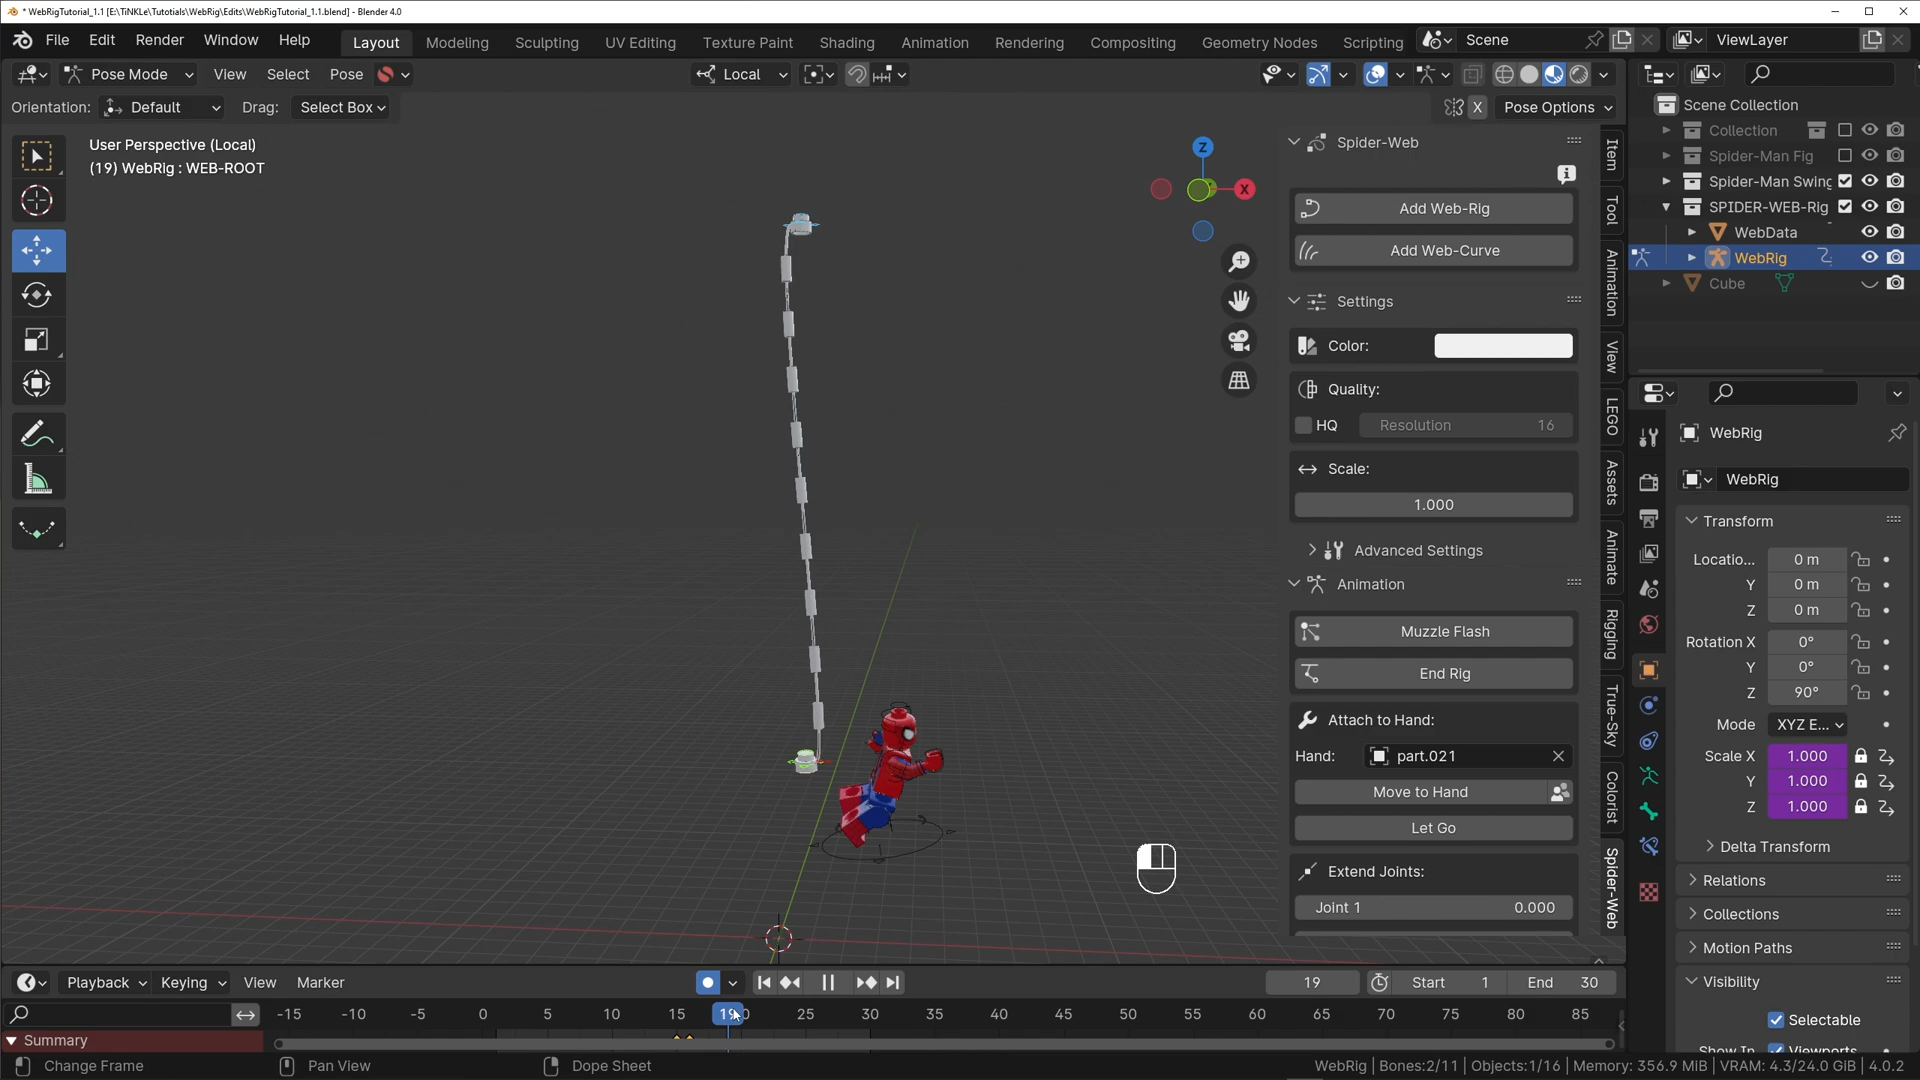 * WebRigTutorial_1.1 [E:\TiNKLe\Tutotials\WebRig\Edits\WebRigTutorial_1.1.blend] - Blender 4.0
File Edit Render Window Help
Layout Modeling Sculpting UV Editing Texture Paint Shading Animation Rendering Compositing Geometry Nodes Scripting
Scene
ViewLayer
Pose Mode View Select Pose
Local
Orientation: Default Drag: Select Box
X Pose Options
User Perspective (Local)
(19) WebRig : WEB-ROOT
Z
X
Spider-Web
Add Web-Rig
Add Web-Curve
Settings
Color:
Quality:
HQ Resolution 16
Scale:
1.000
Advanced Settings
Animation
Muzzle Flash
End Rig
Attach to Hand:
Hand: part.021
Move to Hand
Let Go
Extend Joints:
Joint 1 0.000
Item
Tool
Animation
View
LEGO
Assets
Animate
Rigging
True-Sky
Colorist
Spider-Web
Scene Collection
Collection
Spider-Man Fig
Spider-Man Swing
SPIDER-WEB-Rig
WebData
WebRig
Cube
WebRig
WebRig
Transform
Locatio... 0 m
Y 0 m
Z 0 m
Rotation X 0°
Y 0°
Z 90°
Mode XYZ E...
Scale X 1.000
Y 1.000
Z 1.000
Delta Transform
Relations
Collections
Motion Paths
Visibility
Selectable
Show In Viewports
Playback Keying View Marker
19 Start 1 End 30
-15 -10 -5 0 5 10 15 19 25 30 35 40 45 50 55 60 65 70 75 80 85
Summary
Change Frame Pan View Dope Sheet
WebRig | Bones:2/11 | Objects:1/16 | Memory: 356.9 MiB | VRAM: 4.3/24.0 GiB | 4.0.2